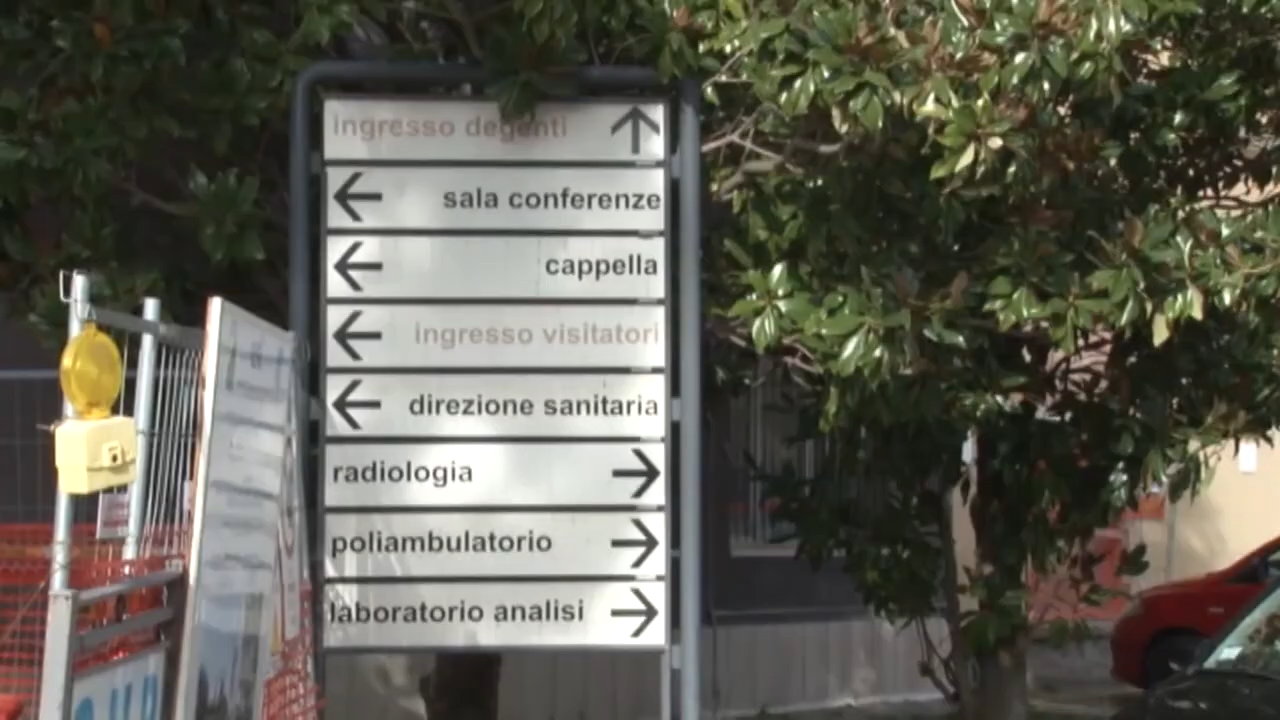 ingresso degenti
sala conferenze
cappella
ingresso visitatori
direzione sanitaria
radiologia
poliambulatorio
laboratorio analisi